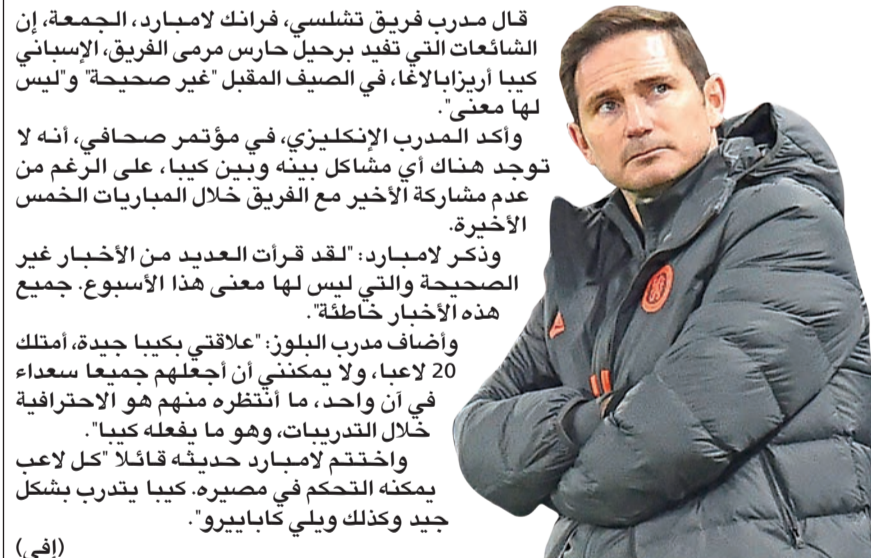 قال مدرب فريق تشلسي، فرانك لامبارد، الجمعة، إن
الشائعات التي تفيد برحيل حارس مرمى الفريق، الإسباني
كيبا أريزابالاغا، في الصيف المقبل "غير صحيحة" و"ليس
لها معنى".
وأكد المدرب الإنكليزي، في مؤتمر صحافي، أنه لا
توجد هناك أي مشاكل بينه وبين كيبا، على الرغم من
عدم مشاركة الأخير مع الفريق خلال المباريات الخمس
الأخيرة.
وذكر لامبارد: "لقد قرأت العديد من الأخبار غير
الصحيحة والتي ليس لها معنى هذا الأسبوع. جميع
هذه الأخبار خاطئة".
وأضاف مدرب البلوز: "علاقتي بكيبا جيدة، أمتلك
20 لاعبا، ولا يمكنني أن أجعلهم جميعا سعداء
في آن واحد، ما أنتظره منهم هو الاحترافية
خلال التدريبات، وهو ما يفعله كيبا".
واختتم لامبارد حديثه قائلا "كل لاعب
يمكنه التحكم في مصيره. كيبا يتدرب بشكل
جيد وكذلك ويلي كاباييرو".
(إفي)